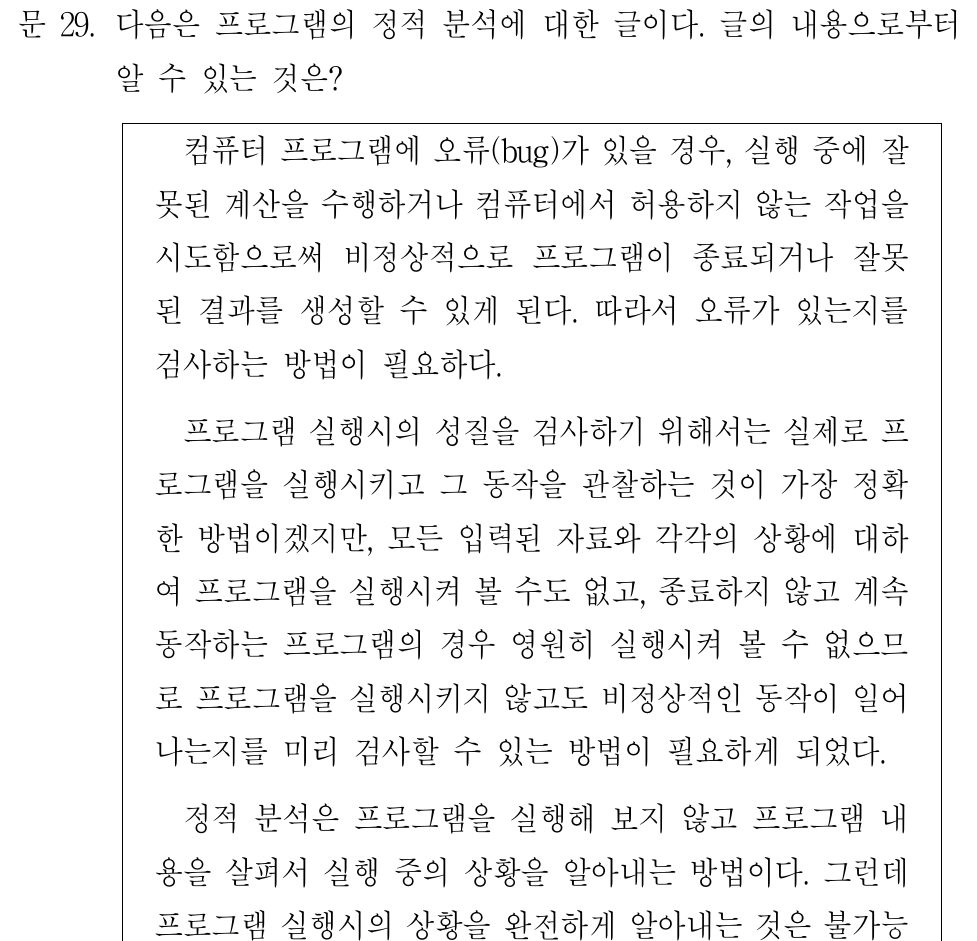 문 29. 다음은 프로그램의 정적 분석에 대한 글이다. 글의 내용으로부터
알 수 있는 것은?
컴퓨터 프로그램에 오류(bug)가 있을 경우, 실행 중에 잘
못된 계산을 수행하거나 컴퓨터에서 허용하지 않는 작업을
시도함으로써 비정상적으로 프로그램이 종료되거나 잘못
된 결과를 생성할 수 있게 된다. 따라서 오류가 있는지를
검사하는 방법이 필요하다.
프로그램 실행시의 성질을 검사하기 위해서는 실제로 프
로그램을 실행시키고 그 동작을 관찰하는 것이 가장 정확
한 방법이겠지만, 모든 입력된 자료와 각각의 상황에 대하
여 프로그램을 실행시켜 볼 수도 없고, 종료하지 않고 계속
동작하는 프로그램의 경우 영원히 실행시켜 볼 수 없으므
로 프로그램을 실행시키지 않고도 비정상적인 동작이 일어
나는지를 미리 검사할 수 있는 방법이 필요하게 되었다.
정적 분석은 프로그램을 실행해 보지 않고 프로그램 내
용을 살펴서 실행 중의 상황을 알아내는 방법이다. 그런데
프로그램 실행시의 상황을 완전하게 알아내는 것은 불가능